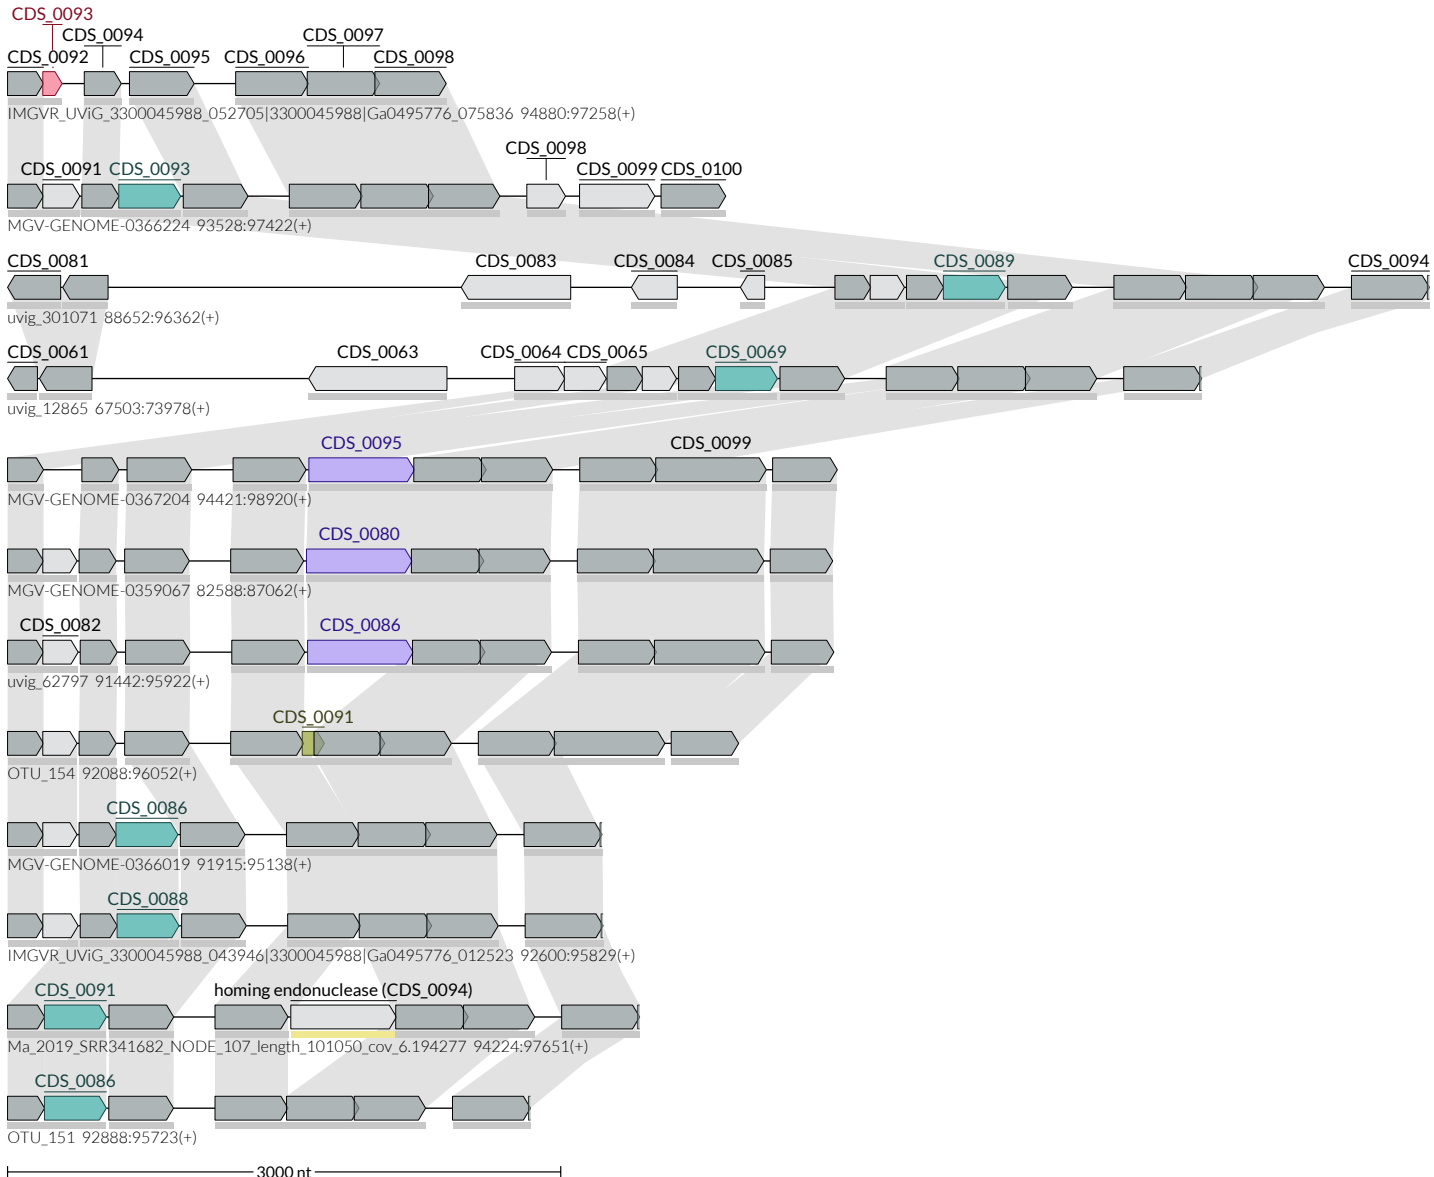 CDS_0093
CDS_0094 CDS_0097
CDS_0092 CDS_0095 CDS_0096 CDS_0098
IMGVR_UViG_3300045988_052705|3300045988|Ga0495776_075836 94880:97258(+)
CDS_0098
CDS_0091 CDS_0093 CDS_0099 CDS_0100
MGV-GENOME-0366224 93528:97422(+)
CDS_0081 CDS_0083 CDS_0084 CDS_0085 CDS_0089 CDS_0094
uvig_301071 88652:96362(+)
CDS_0061 CDS_0063 CDS_0064 CDS_0065 CDS_0069
uvig_12865 67503:73978(+)
CDS_0095 CDS_0099
MGV-GENOME-0367204 94421:98920(+)
CDS_0080
MGV-GENOME-0359067 82588:87062(+)
CDS_0082 CDS_0086
uvig_62797 91442:95922(+)
CDS_0091
OTU_154 92088:96052(+)
CDS_0086
MGV-GENOME-0366019 91915:95138(+)
CDS_0088
IMGVR_UViG_3300045988_043946|3300045988|Ga0495776_012523 92600:95829(+)
CDS_0091 homing endonuclease (CDS_0094)
Ma_2019_SRR341682_NODE_107_length_101050_cov_6.194277 94224:97651(+)
CDS_0086
OTU_151 92888:95723(+)
3000 nt